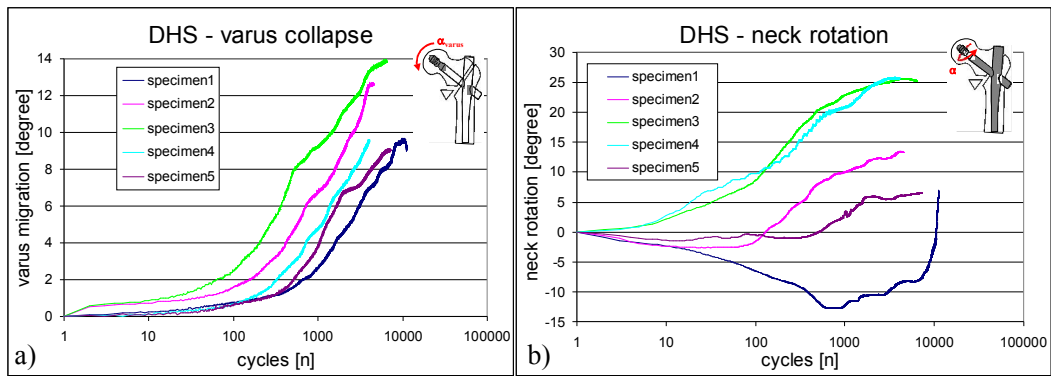 DHS - varus collapse
αvarus
14
12
10
8
6
4
2
0
varus migration [degree]
specimen1
specimen2
specimen3
specimen4
specimen5
1 10 100 1000 10000 100000
cycles [n]
a)
DHS - neck rotation
α
30
25
20
15
10
5
0
-5
-10
-15
neck rotation [degree]
specimen1
specimen2
specimen3
specimen4
specimen5
1 10 100 1000 10000 100000
cycles [n]
b)